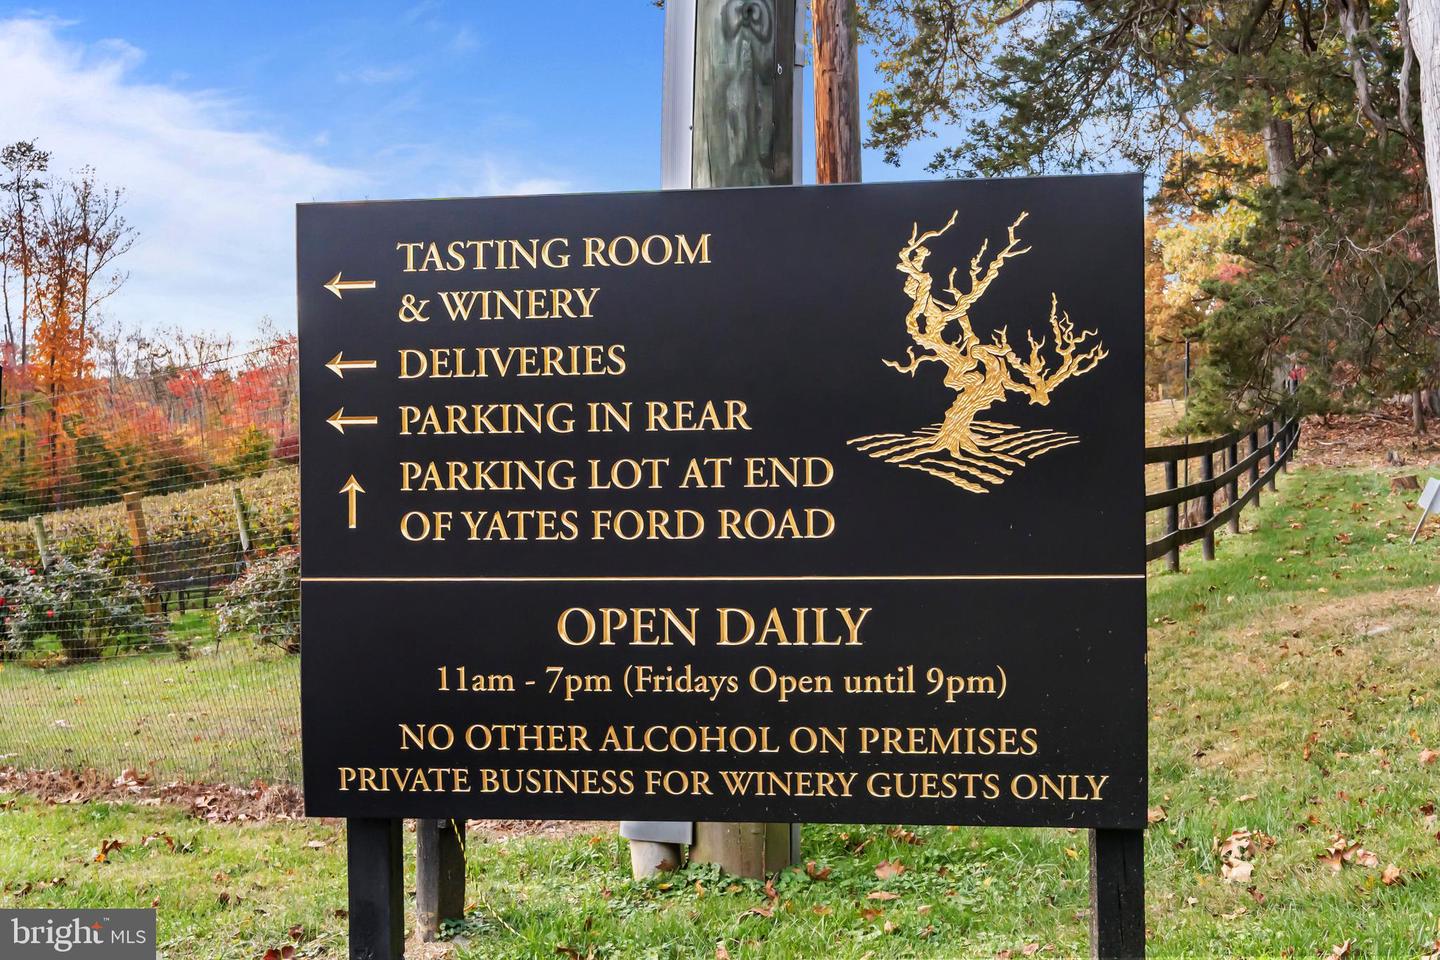 ← TASTING ROOM
& WINERY
← DELIVERIES
← PARKING IN REAR
↑ PARKING LOT AT END
OF YATES FORD ROAD
OPEN DAILY
11am - 7pm (Fridays Open until 9pm)
NO OTHER ALCOHOL ON PREMISES
PRIVATE BUSINESS FOR WINERY GUESTS ONLY
bright™ MLS